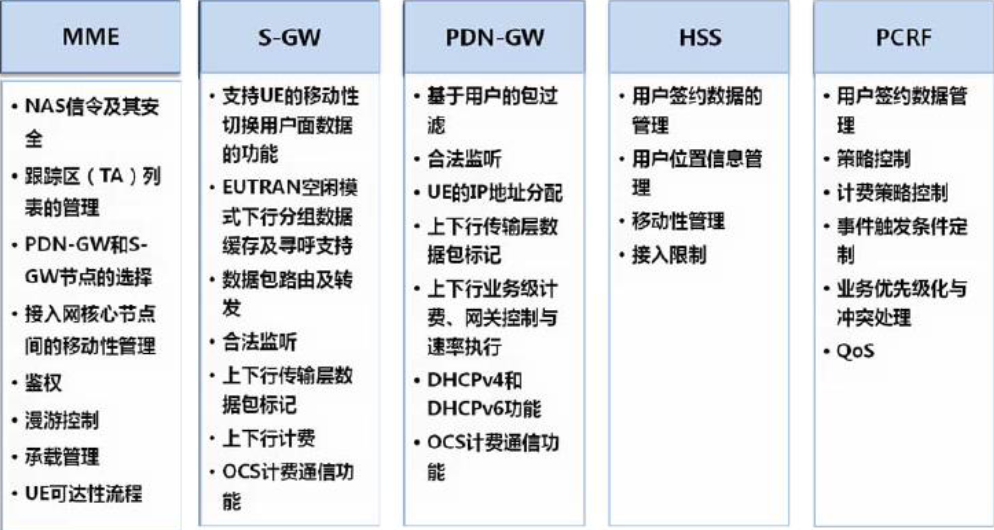 MME
• NAS信令及其安
全
• 跟踪区（TA）列
表的管理
• PDN-GW和S-
GW节点的选择
• 接入网核心节点
间的移动性管理
• 鉴权
• 漫游控制
• 承载管理
• UE可达性流程
S-GW
• 支持UE的移动性
切换用户面数据
的功能
• EUTRAN空闲模
式下行分组数据
缓存及寻呼支持
• 数据包路由及转
发
• 合法监听
• 上下行传输层数
据包标记
• 上下行计费
• OCS计费通信功
能
PDN-GW
• 基于用户的包过
滤
• 合法监听
• UE的IP地址分配
• 上下行传输层数
据包标记
• 上下行业务级计
费、网关控制与
速率执行
• DHCPv4和
DHCPv6功能
• OCS计费通信功
能
HSS
• 用户签约数据的
管理
• 用户位置信息管
理
• 移动性管理
• 接入限制
PCRF
• 用户签约数据管
理
• 策略控制
• 计费策略控制
• 事件触发条件定
制
• 业务优先级化与
冲突处理
• QoS